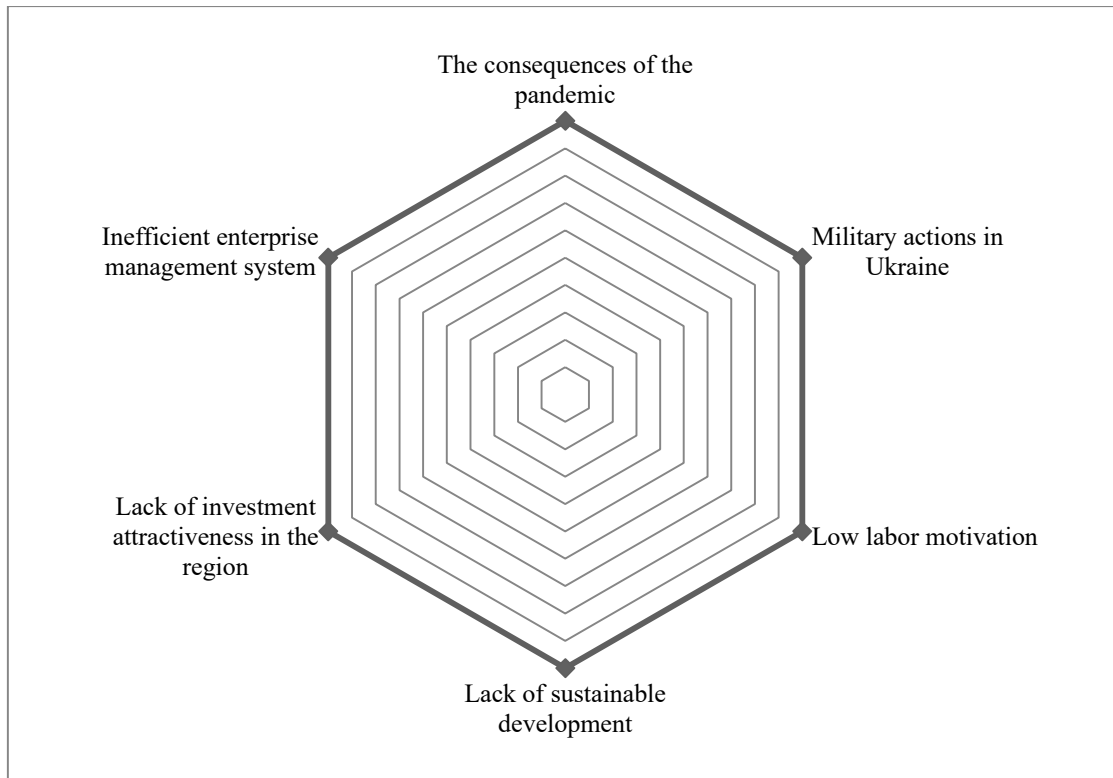 The consequences of the
pandemic
Inefficient enterprise
management system
Military actions in
Ukraine
Lack of investment
attractiveness in the
region
Low labor motivation
Lack of sustainable
development